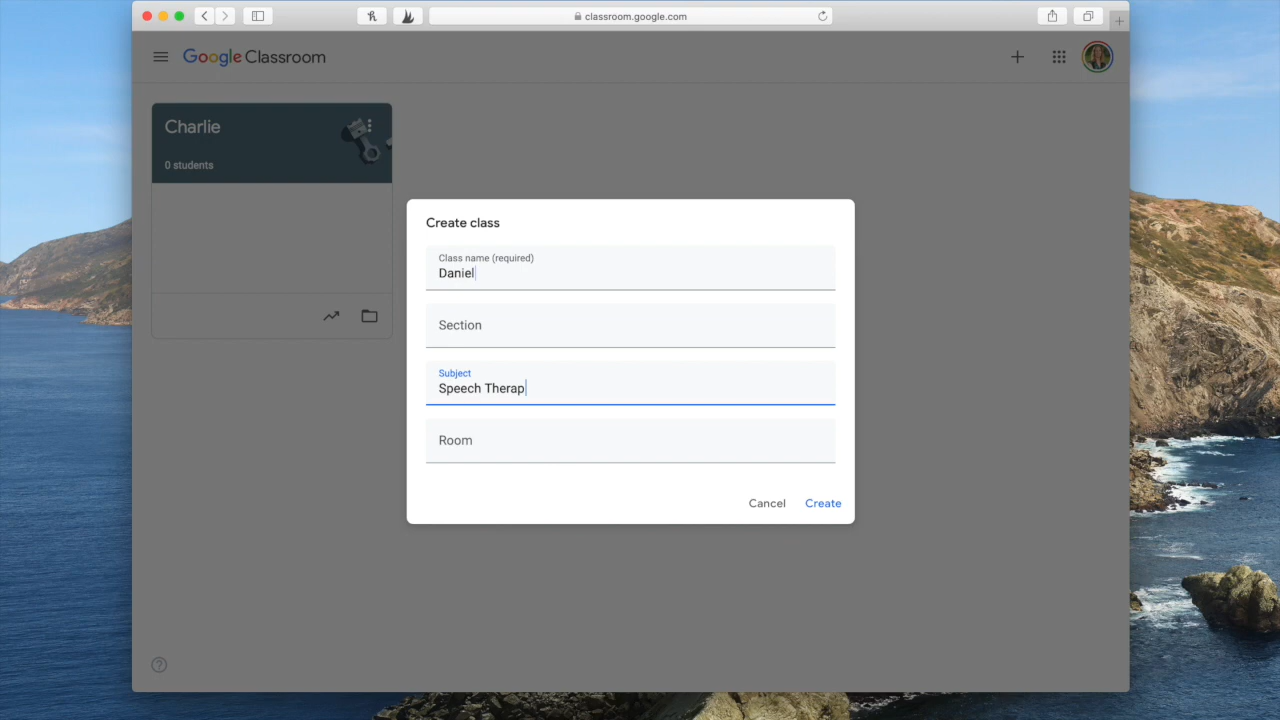 classroom.google.com
Google Classroom
Charlie
0 students
Create class
Class name (required)
Daniel
Section
Subject
Speech Therap
Room
Cancel
Create